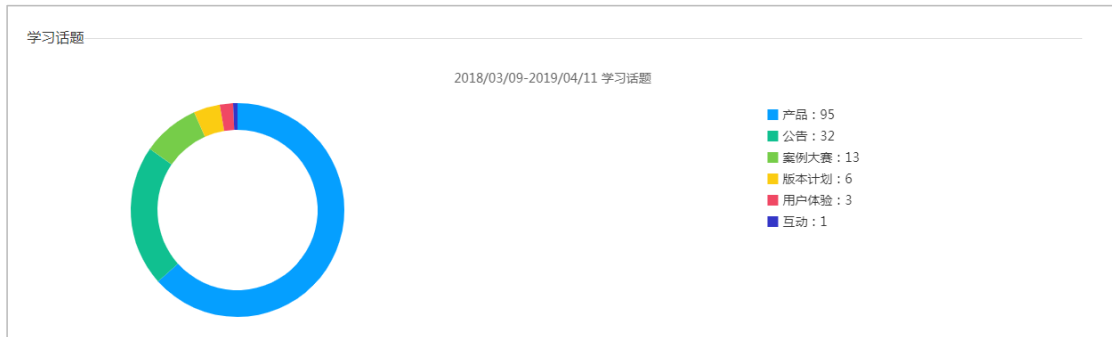 学习话题
2018/03/09-2019/04/11 学习话题
产品：95
公告：32
案例大赛：13
版本计划：6
用户体验：3
互动：1